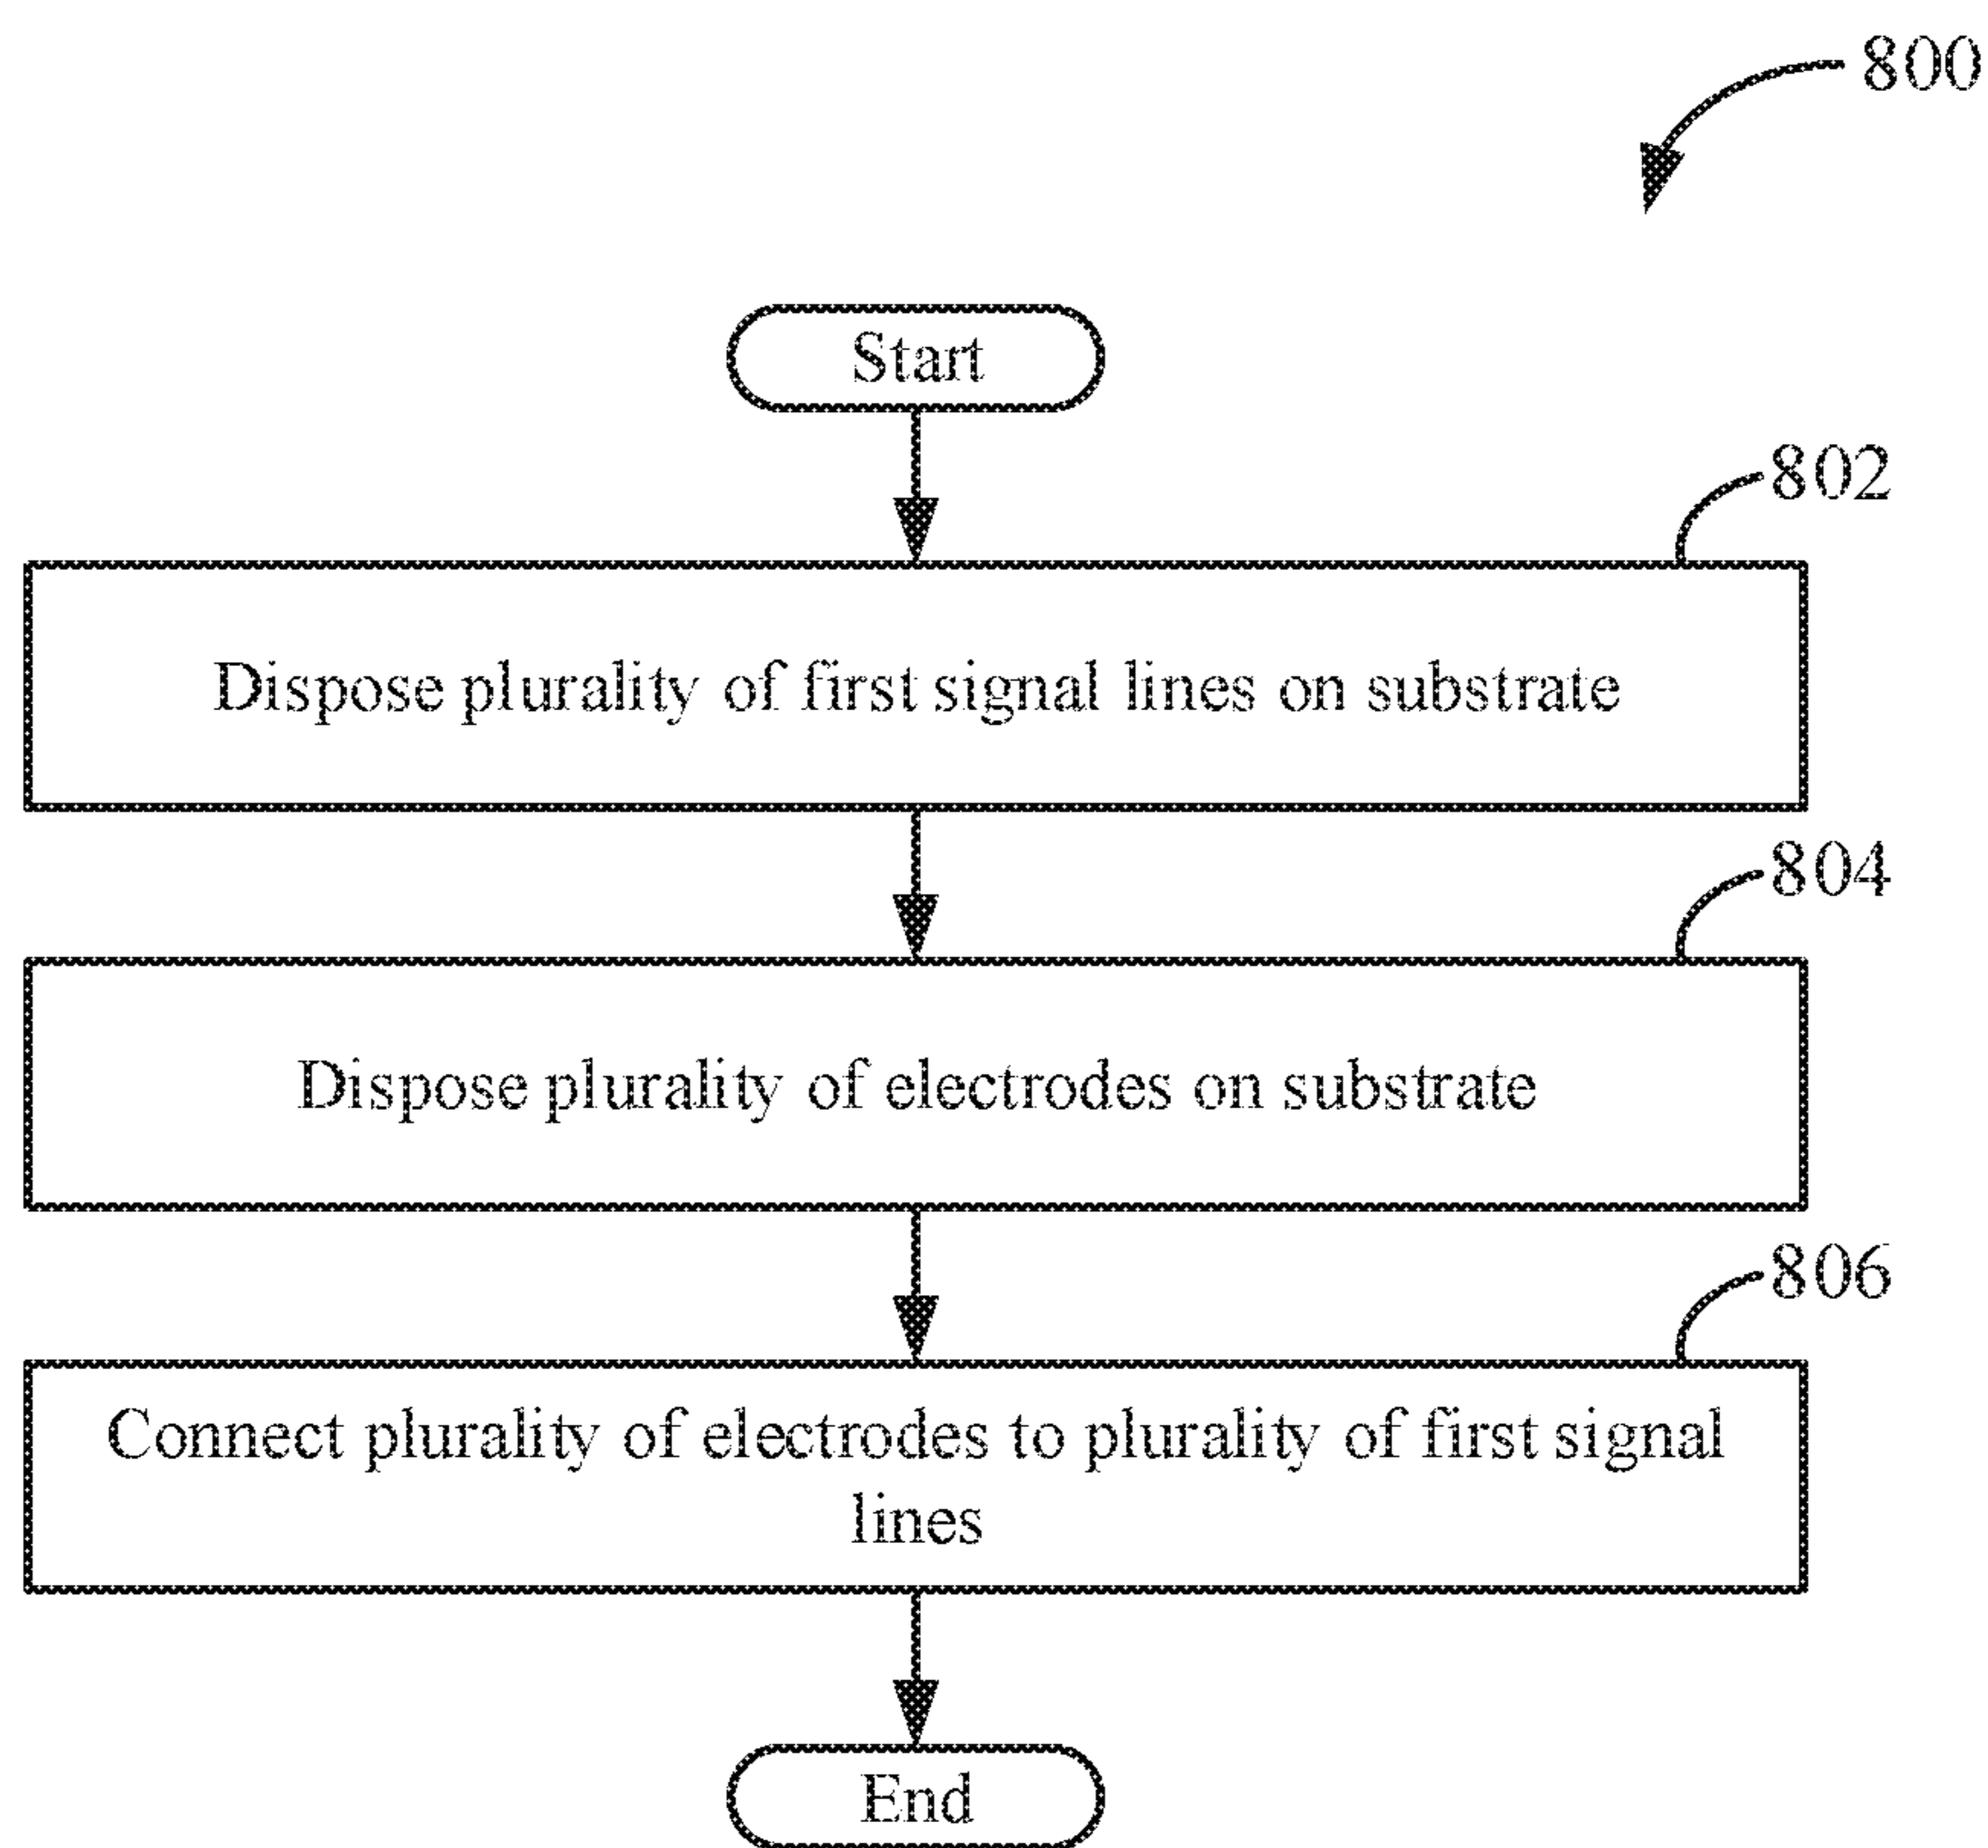 800
Start
802
Dispose plurality of first signal lines on substrate
804
Dispose plurality of electrodes on substrate
806
Connect plurality of electrodes to plurality of first signal
lines
End